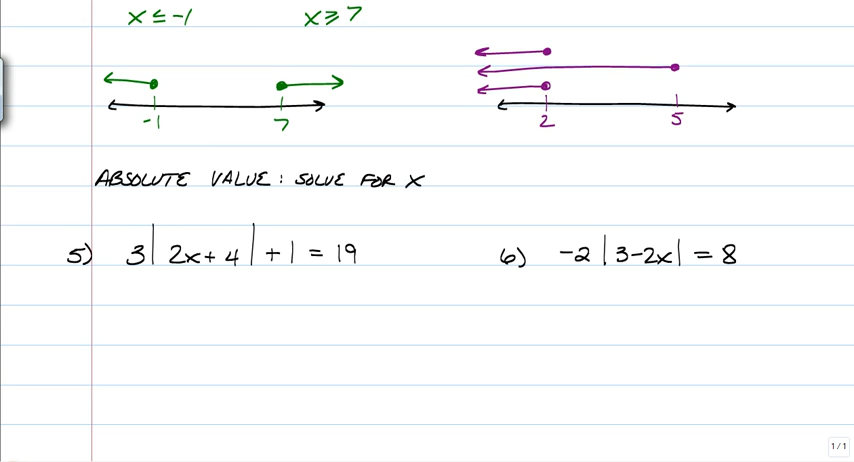 x ≤ -1 x ≥ 7
-1 7 2 5
ABSOLUTE VALUE: SOLVE FOR X
5) 3|2x+4|+1=19 6) -2|3-2x|=8
1/1